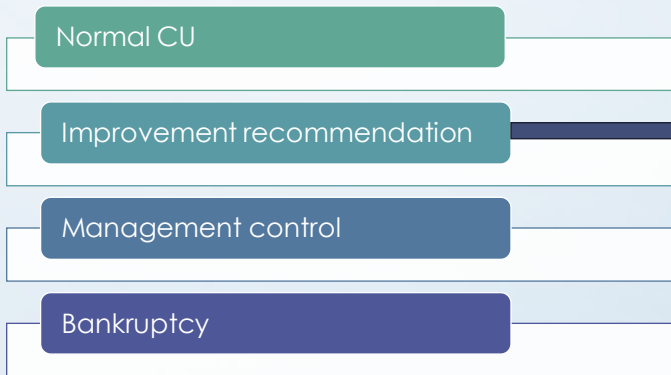 Normal CU
Improvement recommendation
Management control
Bankruptcy